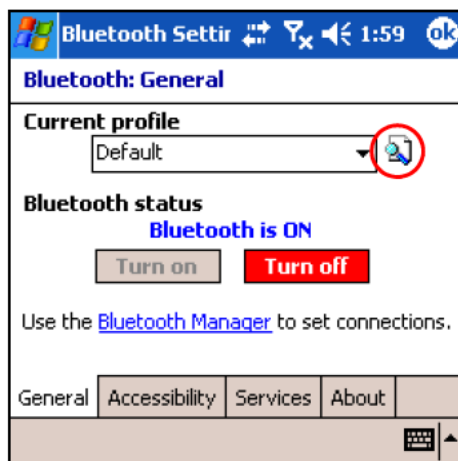 Bluetooth Settir 1:59 ok
Bluetooth: General
Current profile
Default
Bluetooth status
Bluetooth is ON
Turn on Turn off
Use the Bluetooth Manager to set connections.
General Accessibility Services About